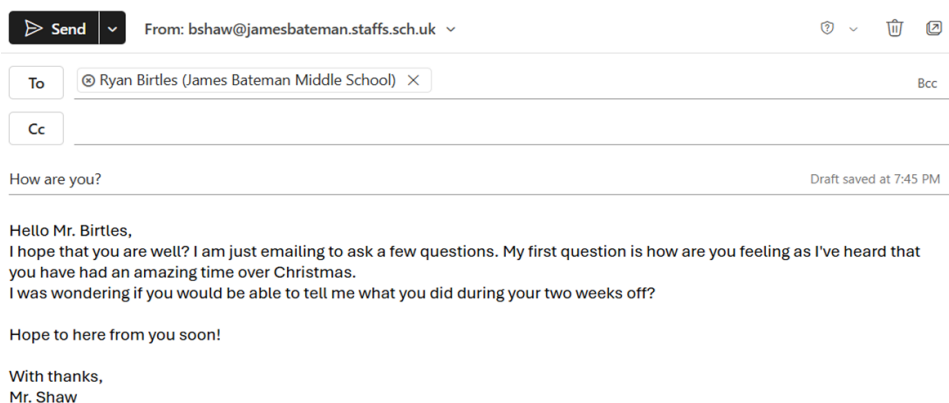 Send From: bshaw@jamesbateman.staffs.sch.uk
To Ryan Birtles (James Bateman Middle School) Bcc
Cc
How are you? Draft saved at 7:45 PM
Hello Mr. Birtles,
I hope that you are well? I am just emailing to ask a few questions. My first question is how are you feeling as I've heard that
you have had an amazing time over Christmas.
I was wondering if you would be able to tell me what you did during your two weeks off?
Hope to here from you soon!
With thanks,
Mr. Shaw